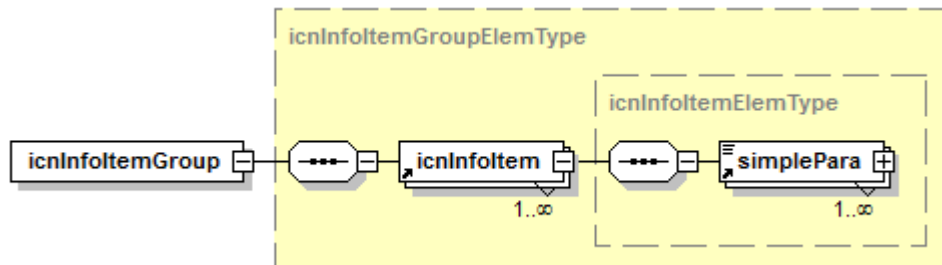 icnInfoItemGroupElemType
icnInfoItemElemType
icnInfoItemGroup
icnInfoItem
simplePara
1..∞
1..∞